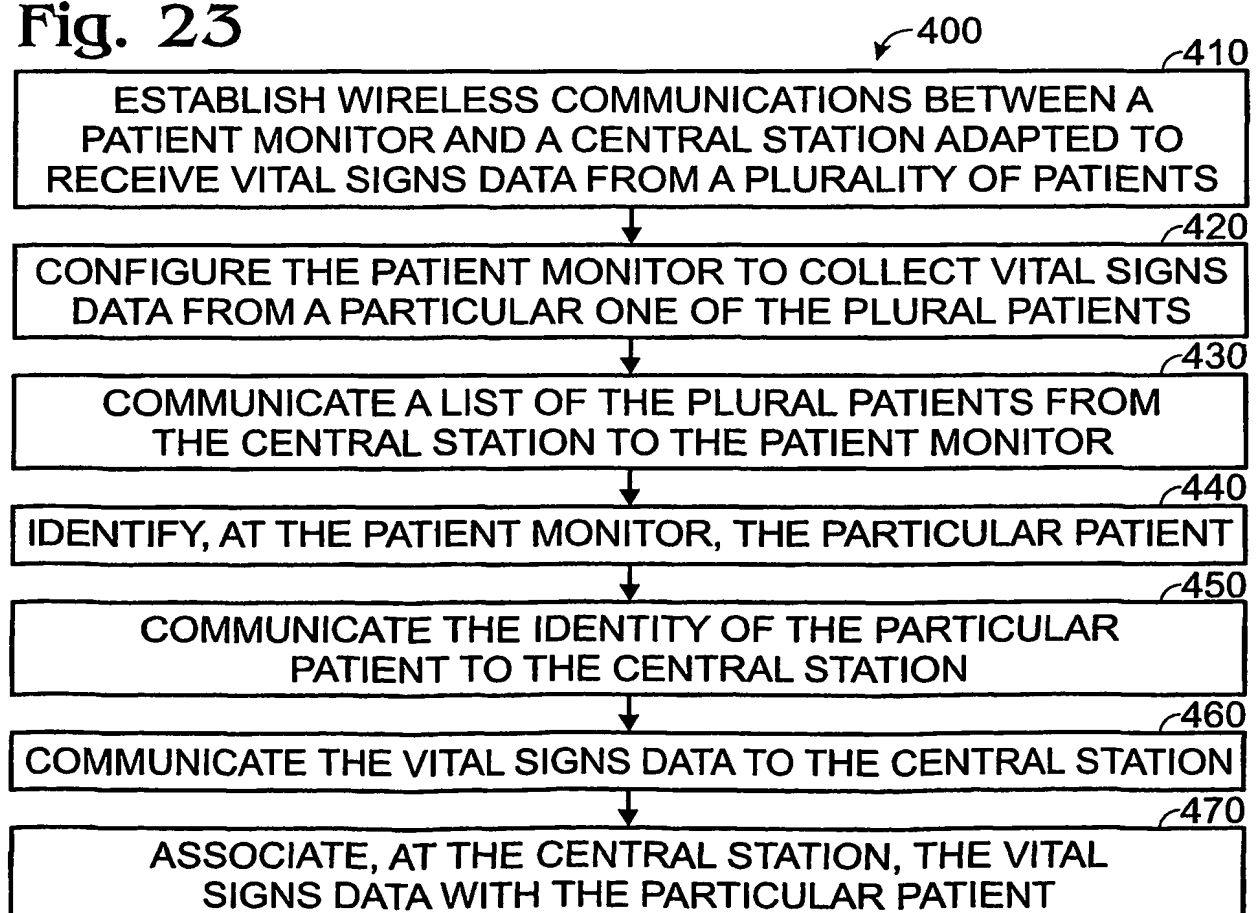 Fig. 23
400
410
ESTABLISH WIRELESS COMMUNICATIONS BETWEEN A
PATIENT MONITOR AND A CENTRAL STATION ADAPTED TO
RECEIVE VITAL SIGNS DATA FROM A PLURALITY OF PATIENTS
420
CONFIGURE THE PATIENT MONITOR TO COLLECT VITAL SIGNS
DATA FROM A PARTICULAR ONE OF THE PLURAL PATIENTS
430
COMMUNICATE A LIST OF THE PLURAL PATIENTS FROM
THE CENTRAL STATION TO THE PATIENT MONITOR
440
IDENTIFY, AT THE PATIENT MONITOR, THE PARTICULAR PATIENT
450
COMMUNICATE THE IDENTITY OF THE PARTICULAR
PATIENT TO THE CENTRAL STATION
460
COMMUNICATE THE VITAL SIGNS DATA TO THE CENTRAL STATION
470
ASSOCIATE, AT THE CENTRAL STATION, THE VITAL
SIGNS DATA WITH THE PARTICULAR PATIENT